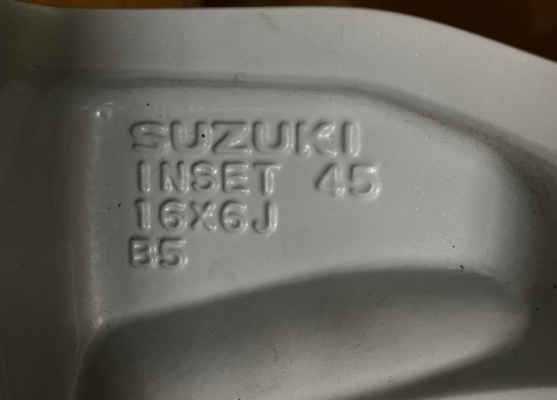 SUZUKI
INSET 45
16X6J
B5